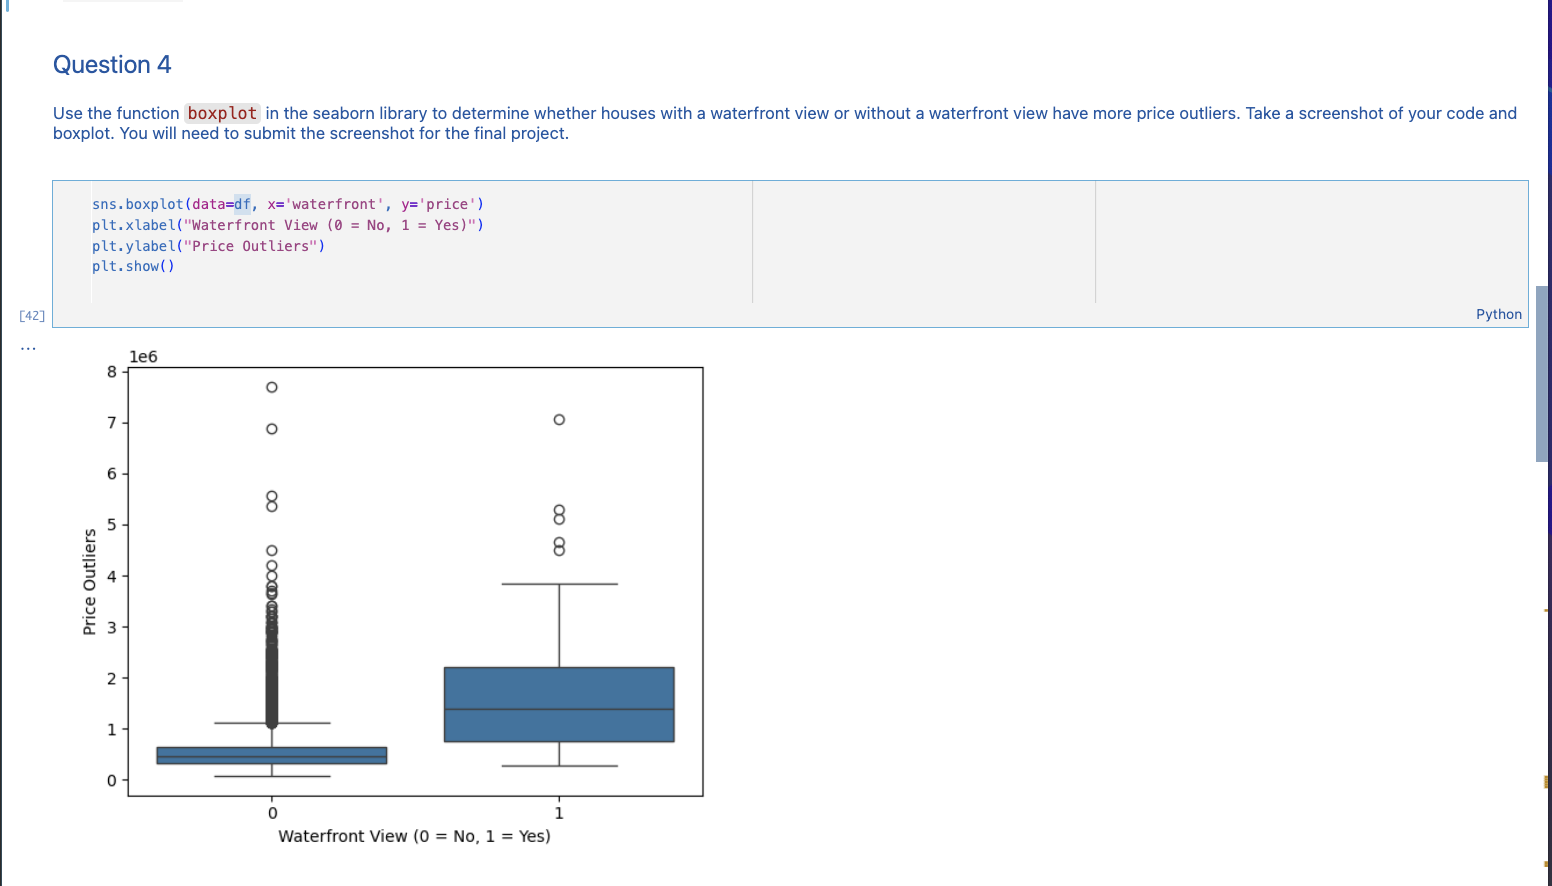 Question 4
Use the function boxplot in the seaborn library to determine whether houses with a waterfront view or without a waterfront view have more price outliers. Take a screenshot of your code and
boxplot. You will need to submit the screenshot for the final project.
sns.boxplot(data=df, x='waterfront', y='price')
plt.xlabel("Waterfront View (0 = No, 1 = Yes)")
plt.ylabel("Price Outliers")
plt.show()
[42]
Python
...
1e6
8
7
6
5
4
3
2
1
0
Price Outliers
0 1
Waterfront View (0 = No, 1 = Yes)